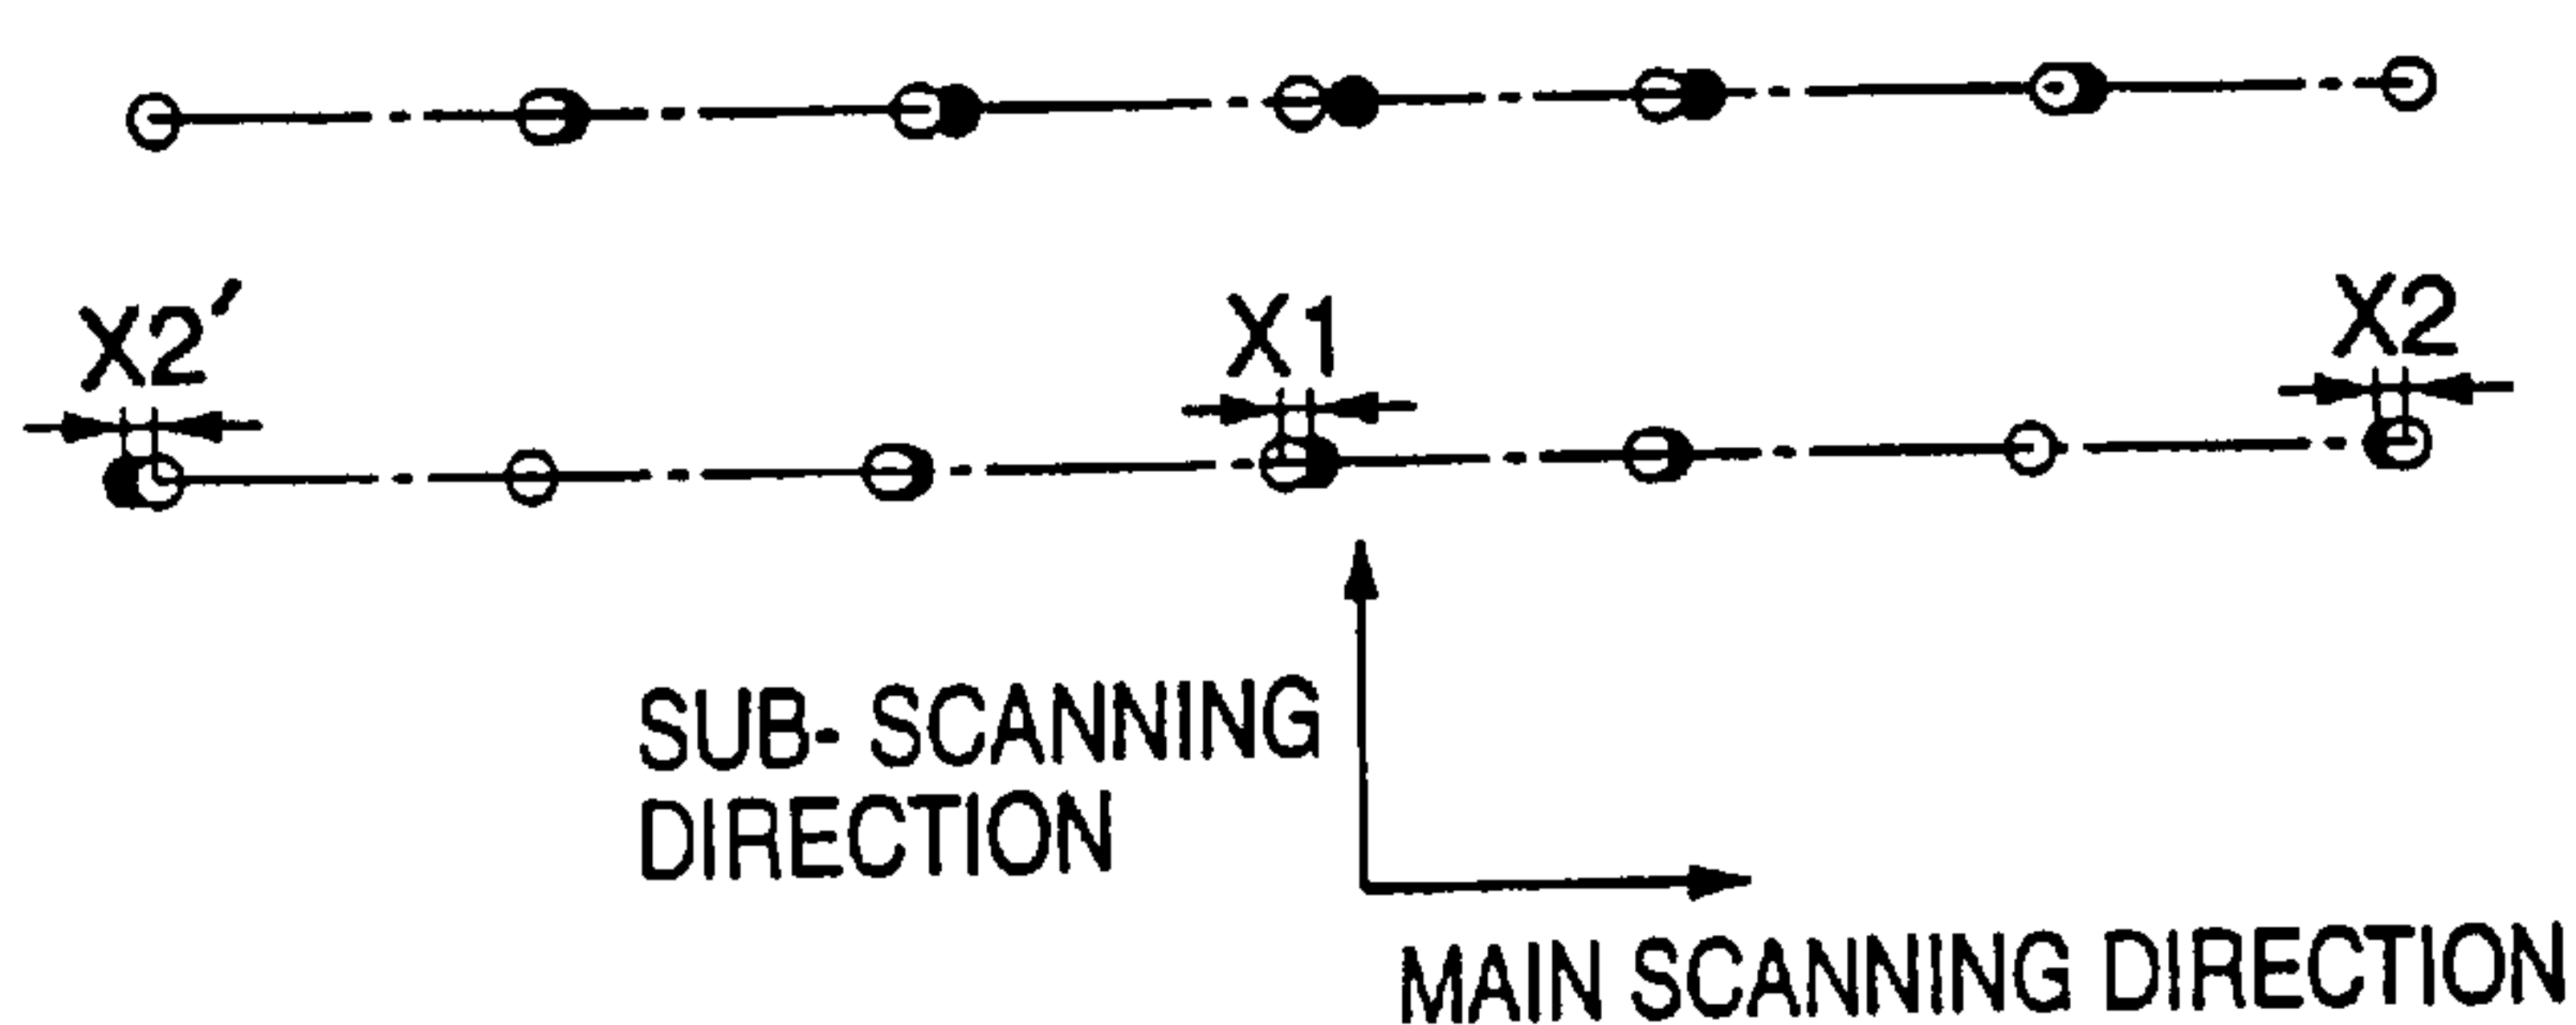 X2′
X1
X2
SUB- SCANNING
DIRECTION
MAIN SCANNING DIRECTION